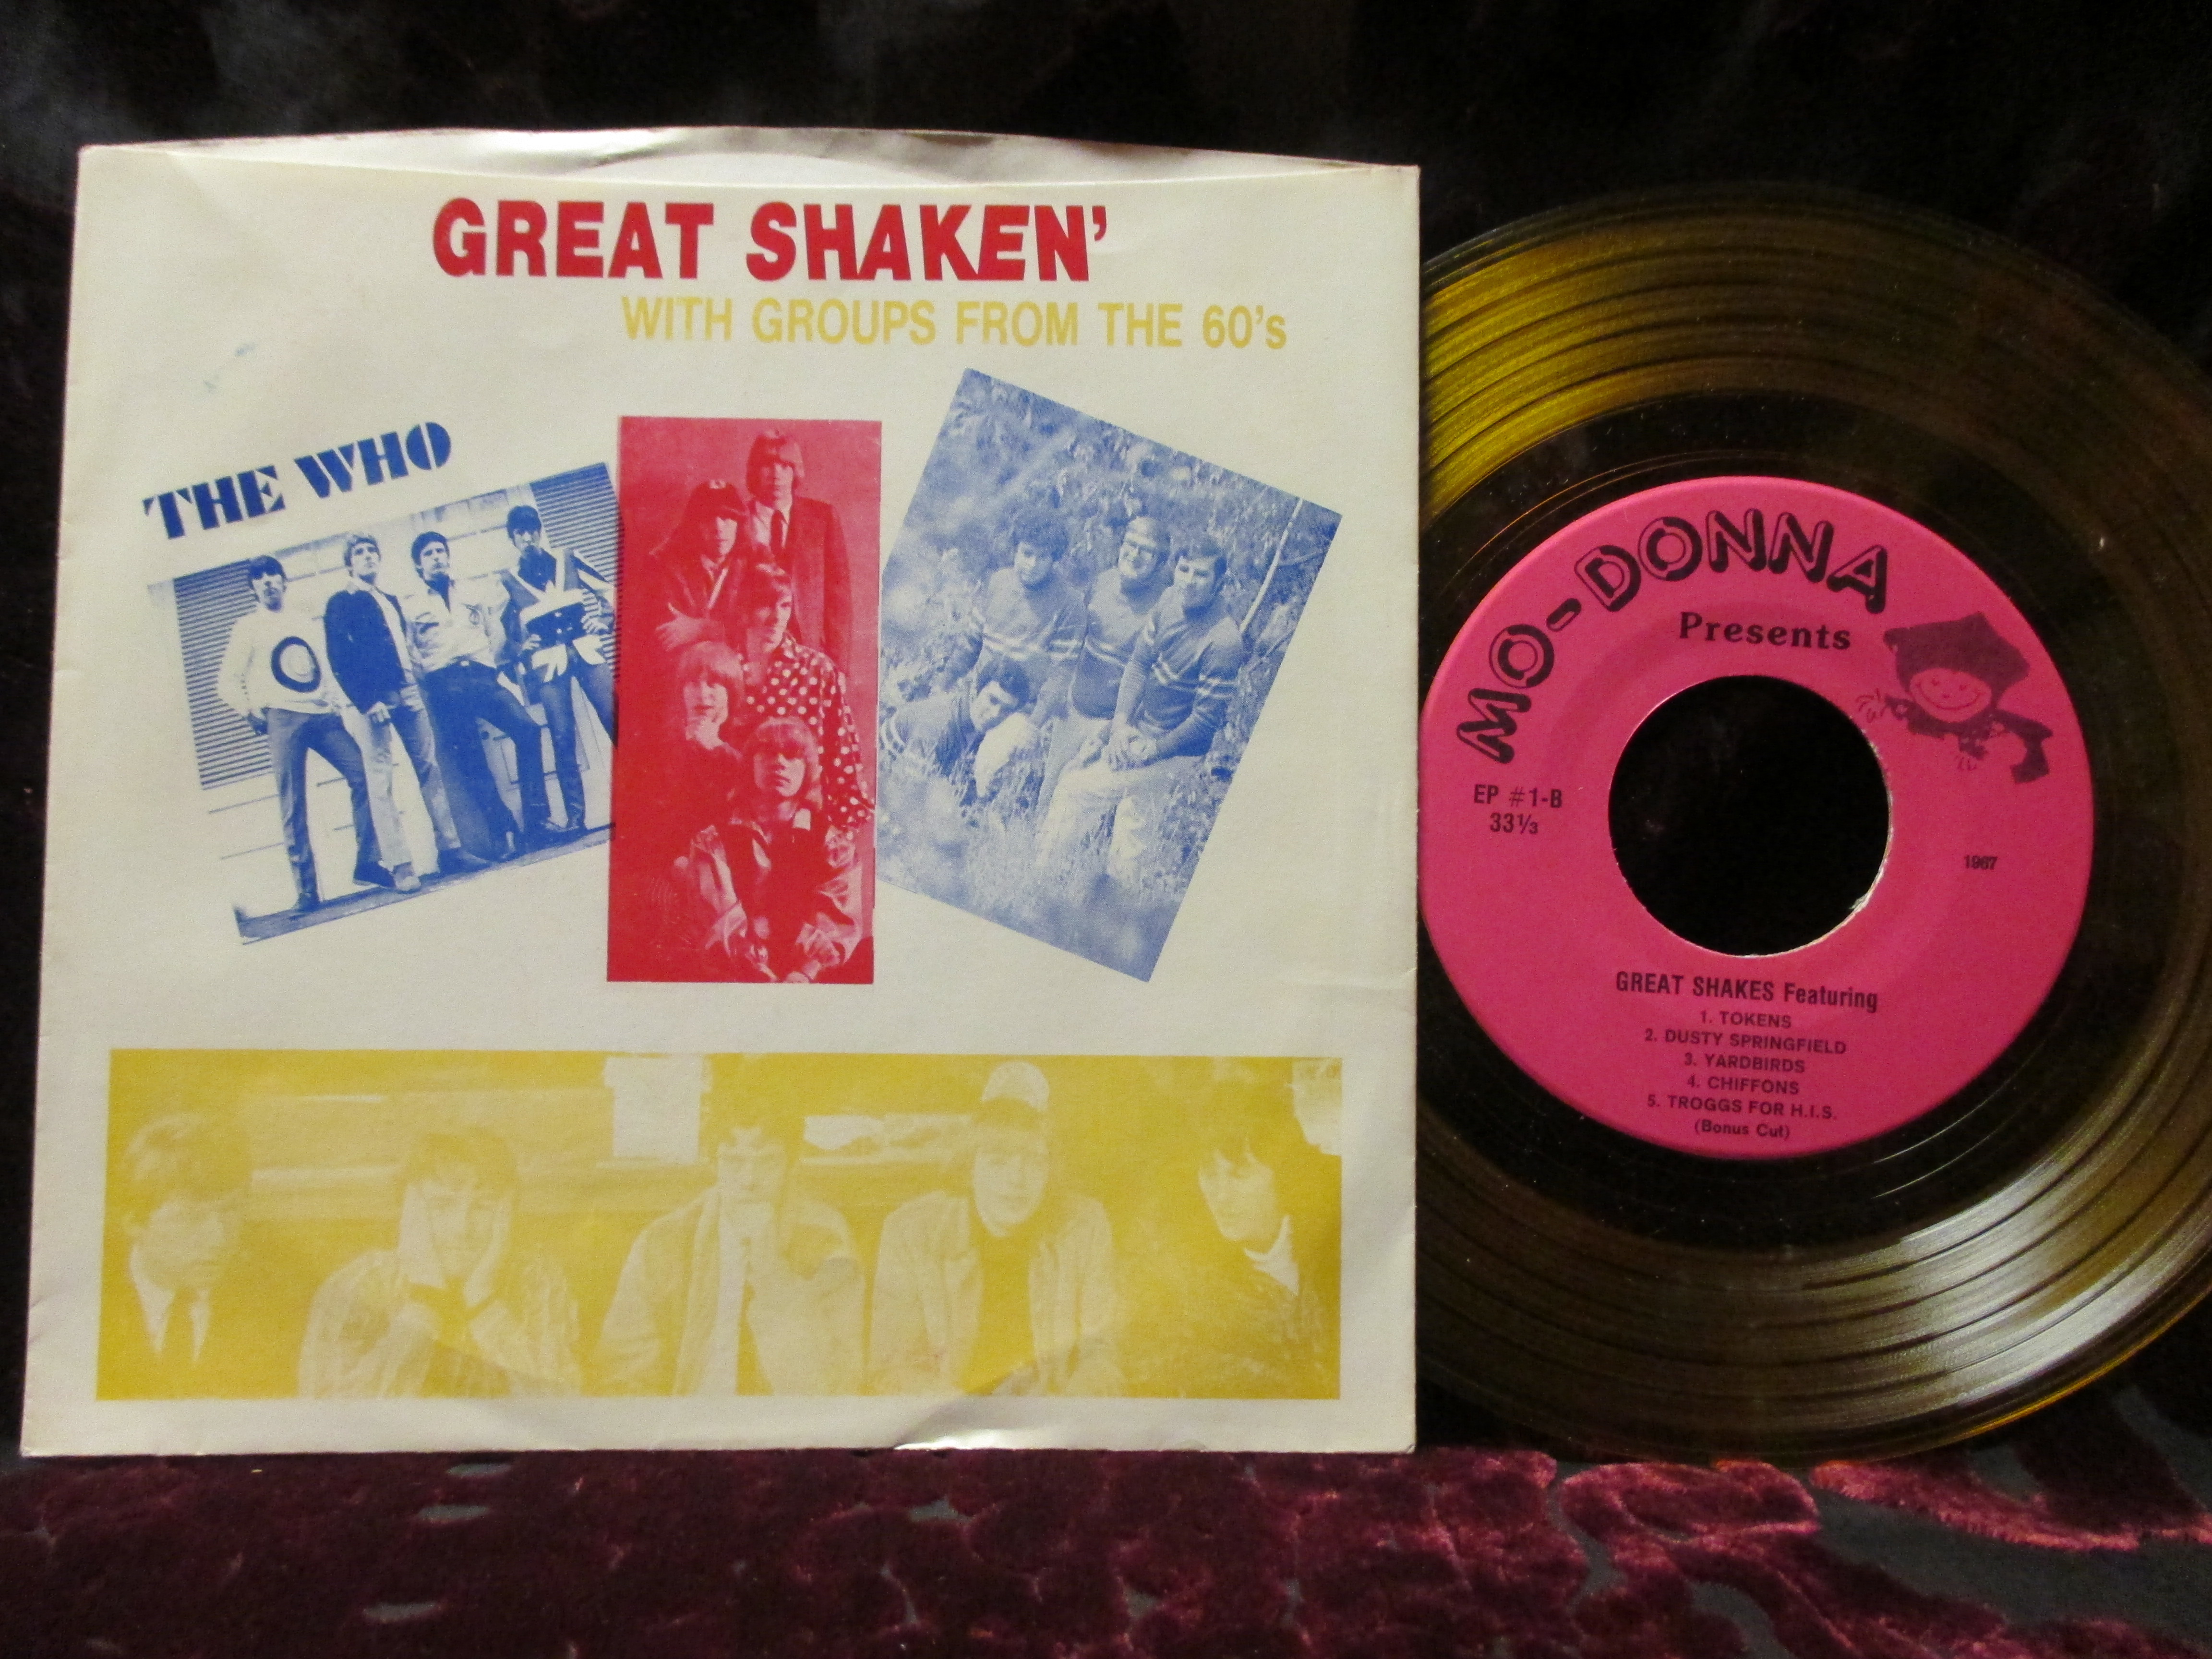 GREAT SHAKEN'
WITH GROUPS FROM THE 60's
THE WHO
MO-DONNA
Presents
EP #1-B
33⅓
1967
GREAT SHAKES Featuring
1. TOKENS
2. DUSTY SPRINGFIELD
3. YARDBIRDS
4. CHIFFONS
5. TROGGS FOR H.I.S.
(Bonus Cut)